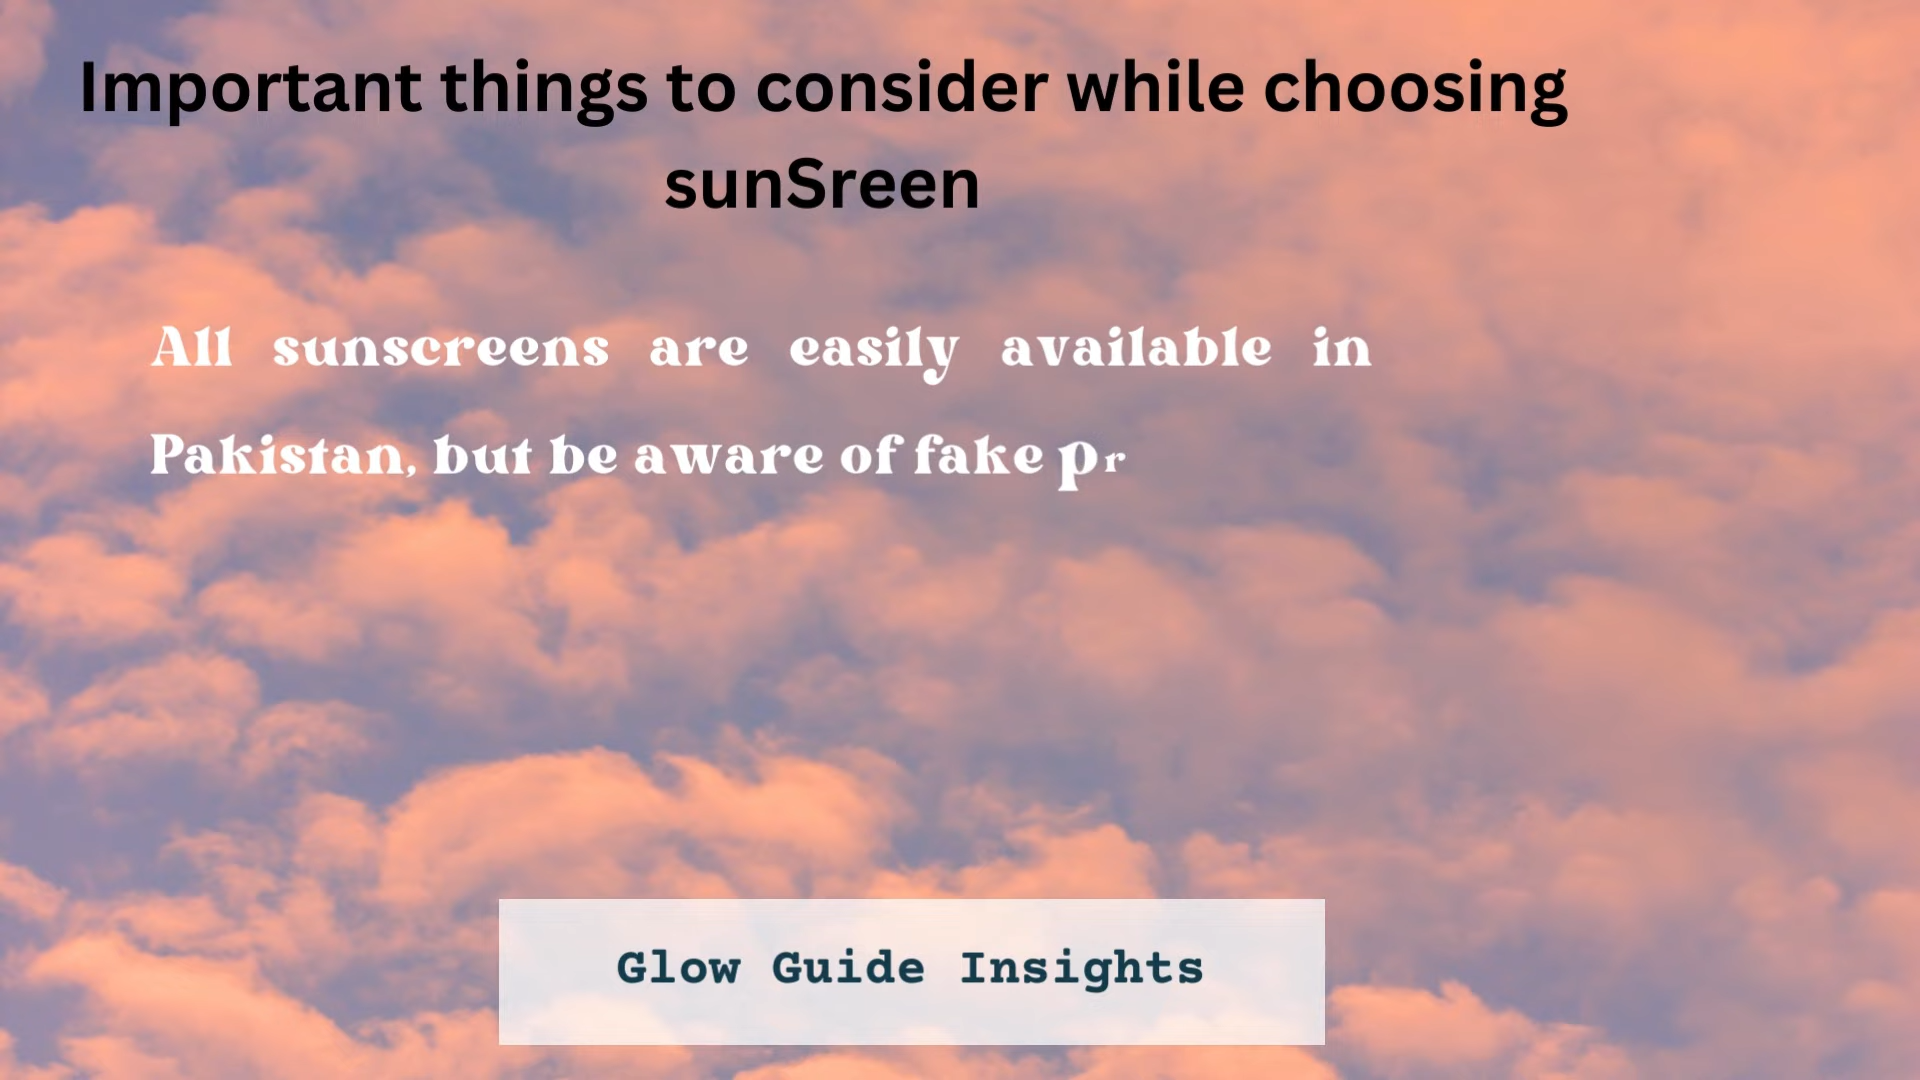 Important things to consider while choosing
sunSreen
All sunscreens are easily available in
Pakistan, but be aware of fake pr
Glow Guide Insights